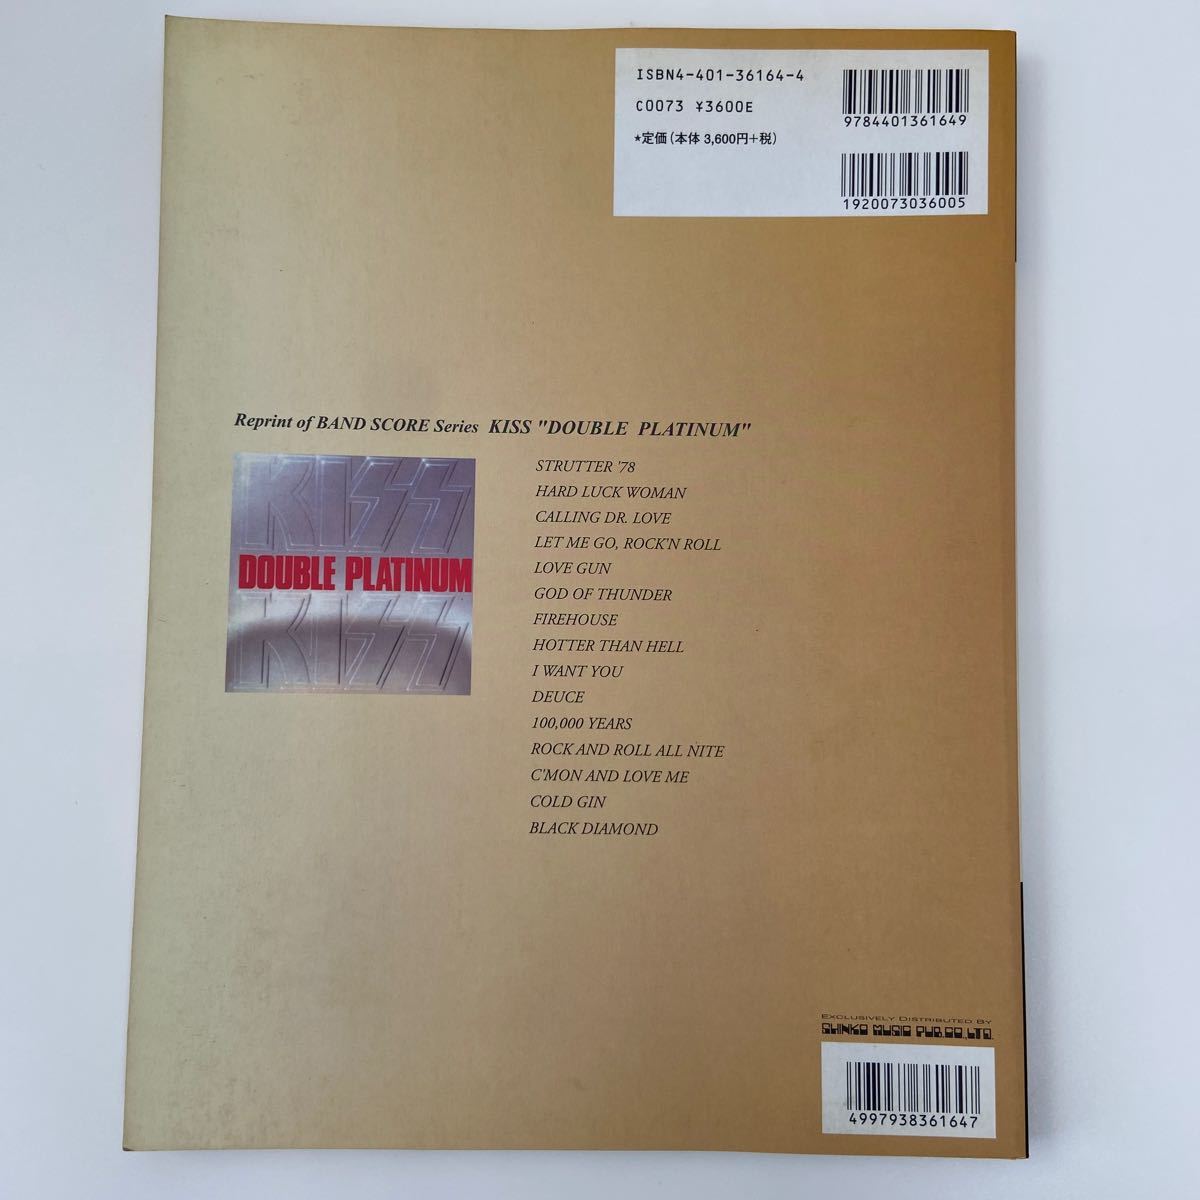 ISBN4-401-36164-4
C0073 ¥3600E
★定価(本体 3,600円+税)
9784401361649
1920073036005
Reprint of BAND SCORE Series KISS "DOUBLE PLATINUM"
KISS
DOUBLE PLATINUM
KISS
STRUTTER '78
HARD LUCK WOMAN
CALLING DR. LOVE
LET ME GO, ROCK'N ROLL
LOVE GUN
GOD OF THUNDER
FIREHOUSE
HOTTER THAN HELL
I WANT YOU
DEUCE
100,000 YEARS
ROCK AND ROLL ALL NITE
C'MON AND LOVE ME
COLD GIN
BLACK DIAMOND
EXCLUSIVELY DISTRIBUTED BY
SHINKO MUSIC PUB.CO.,LTD.
4997938361647